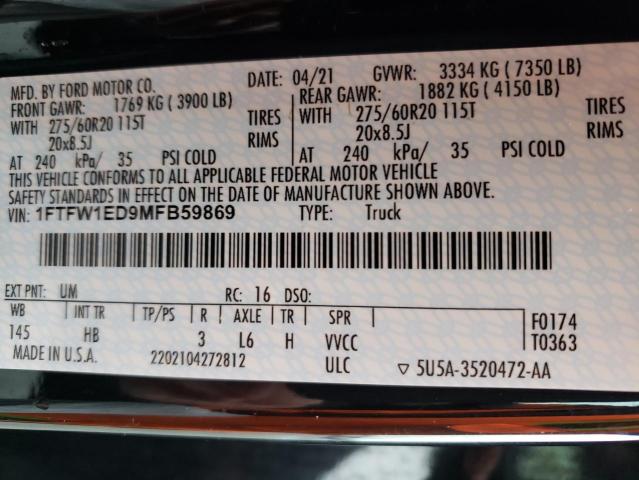 MFD. BY FORD MOTOR CO.
DATE: 04/21 GVWR: 3334 KG ( 7350 LB)
FRONT GAWR: 1769 KG ( 3900 LB) REAR GAWR: 1882 KG ( 4150 LB)
WITH 275/60R20 115T TIRES WITH 275/60R20 115T TIRES
20x8.5J RIMS 20x8.5J RIMS
AT 240 kPa/ 35 PSI COLD AT 240 kPa/ 35 PSI COLD
THIS VEHICLE CONFORMS TO ALL APPLICABLE FEDERAL MOTOR VEHICLE
SAFETY STANDARDS IN EFFECT ON THE DATE OF MANUFACTURE SHOWN ABOVE.
VIN: 1FTFW1ED9MFB59869 TYPE: Truck
EXT PNT: UM RC: 16 DSO:
WB INT TR TP/PS R AXLE TR SPR F0174
145 HB 3 L6 H VVCC T0363
MADE IN U.S.A. 2202104272812 ULC ▽ 5U5A-3520472-AA